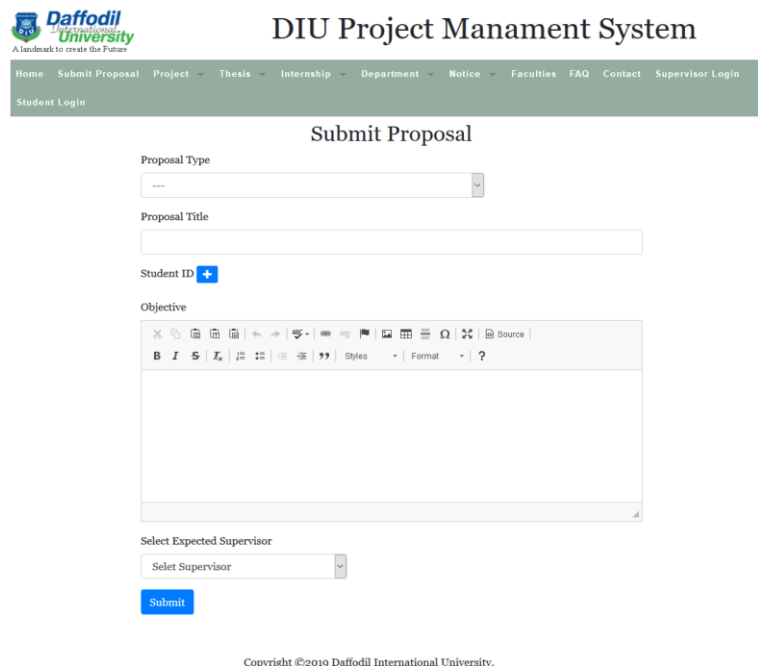 Daffodil
International
University
A landmark to create the Future
DIU Project Manament System
Home Submit Proposal Project Thesis Internship Department Notice Faculties FAQ Contact Supervisor Login
Student Login
Submit Proposal
Proposal Type
---
Proposal Title
Student ID +
Objective
Source
B I S Ix Styles Format ?
Select Expected Supervisor
Selet Supervisor
Submit
Copyright ©2019 Daffodil International University.